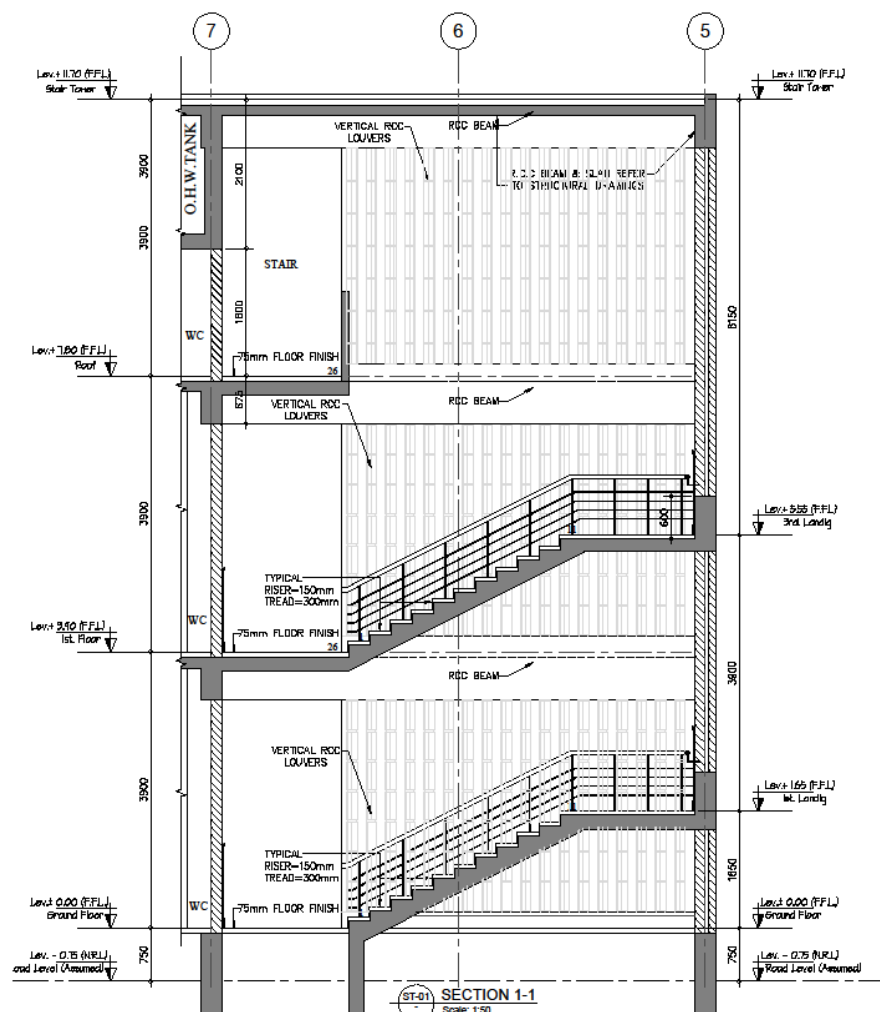 7
6
5
Lev.+ 11.70 (F.F.L)
Stair Tower
Lev.+ 11.70 (F.F.L)
Stair Tower
VERTICAL RCC
LOUVERS
RCC BEAM
R.C.C BEAM & SLAB REFER
TO STRUCTURAL DRAWINGS
O.H.W.TANK
3900
2100
3900
STAIR
1800
6150
WC
75mm FLOOR FINISH
26
Lev.+ 7.80 (F.F.L)
Roof
675
VERTICAL RCC
LOUVERS
RCC BEAM
3900
600
Lev.+ 5.55 (F.F.L)
3rd. Landig
TYPICAL
RISER=150mm
TREAD=300mm
WC
75mm FLOOR FINISH
26
Lev.+ 3.90 (F.F.L)
1st. Floor
RCC BEAM
3900
VERTICAL RCC
LOUVERS
3900
Lev.+ 1.65 (F.F.L)
1st. Landig
TYPICAL
RISER=150mm
TREAD=300mm
1650
WC
75mm FLOOR FINISH
Lev.± 0.00 (F.F.L)
Ground Floor
Lev.± 0.00 (F.F.L)
Ground Floor
750
750
Lev. - 0.75 (N.R.L)
oad Level (Assumed)
Lev. - 0.75 (N.R.L)
Road Level (Assumed)
ST-01
-
SECTION 1-1
Scale: 1:50